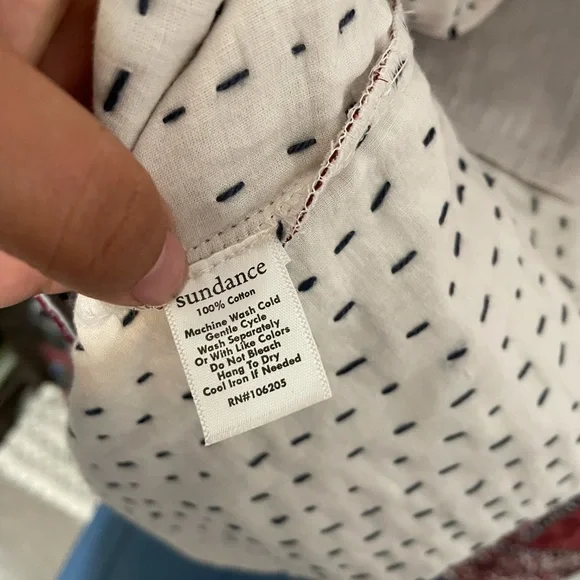 sundance
100% Cotton
Machine Wash Cold
Gentle Cycle
Wash Separately
Or With Like Colors
Do Not Bleach
Hang To Dry
Cool Iron If Needed
RN#106205